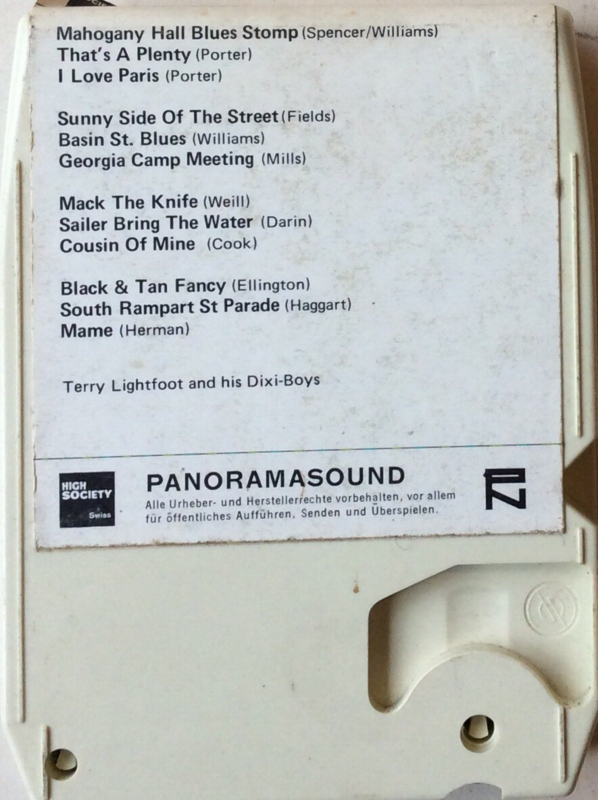 Mahogany Hall Blues Stomp (Spencer/Williams)
That's A Plenty (Porter)
I Love Paris (Porter)
Sunny Side Of The Street (Fields)
Basin St. Blues (Williams)
Georgia Camp Meeting (Mills)
Mack The Knife (Weill)
Sailer Bring The Water (Darin)
Cousin Of Mine (Cook)
Black & Tan Fancy (Ellington)
South Rampart St Parade (Haggart)
Mame (Herman)
Terry Lightfoot and his Dixi-Boys
HIGH
SOCIETY
Swiss
PANORAMASOUND
Alle Urheber- und Herstellerrechte vorbehalten, vor allem
für öffentliches Aufführen, Senden und Überspielen.